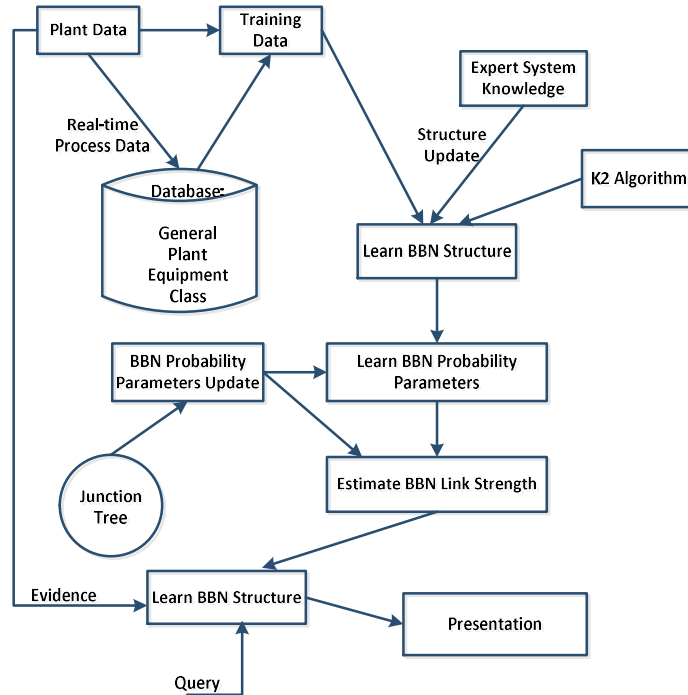 Plant Data
Training
Data
Expert System
Knowledge
Real-time
Process Data
Structure
Update
K2 Algorithm
Database:
General
Plant
Equipment
Class
Learn BBN Structure
BBN Probability
Parameters Update
Learn BBN Probability
Parameters
Estimate BBN Link Strength
Junction
Tree
Evidence
Learn BBN Structure
Presentation
Query